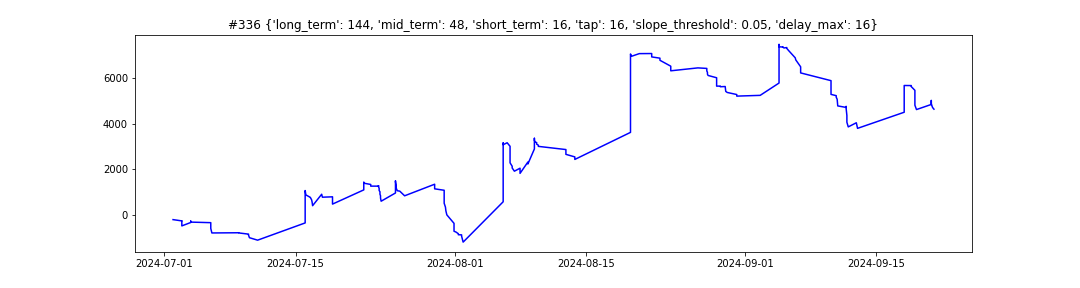 #336 {'long_term': 144, 'mid_term': 48, 'short_term': 16, 'tap': 16, 'slope_threshold': 0.05, 'delay_max': 16}
6000
4000
2000
0
2024-07-01 2024-07-15 2024-08-01 2024-08-15 2024-09-01 2024-09-15